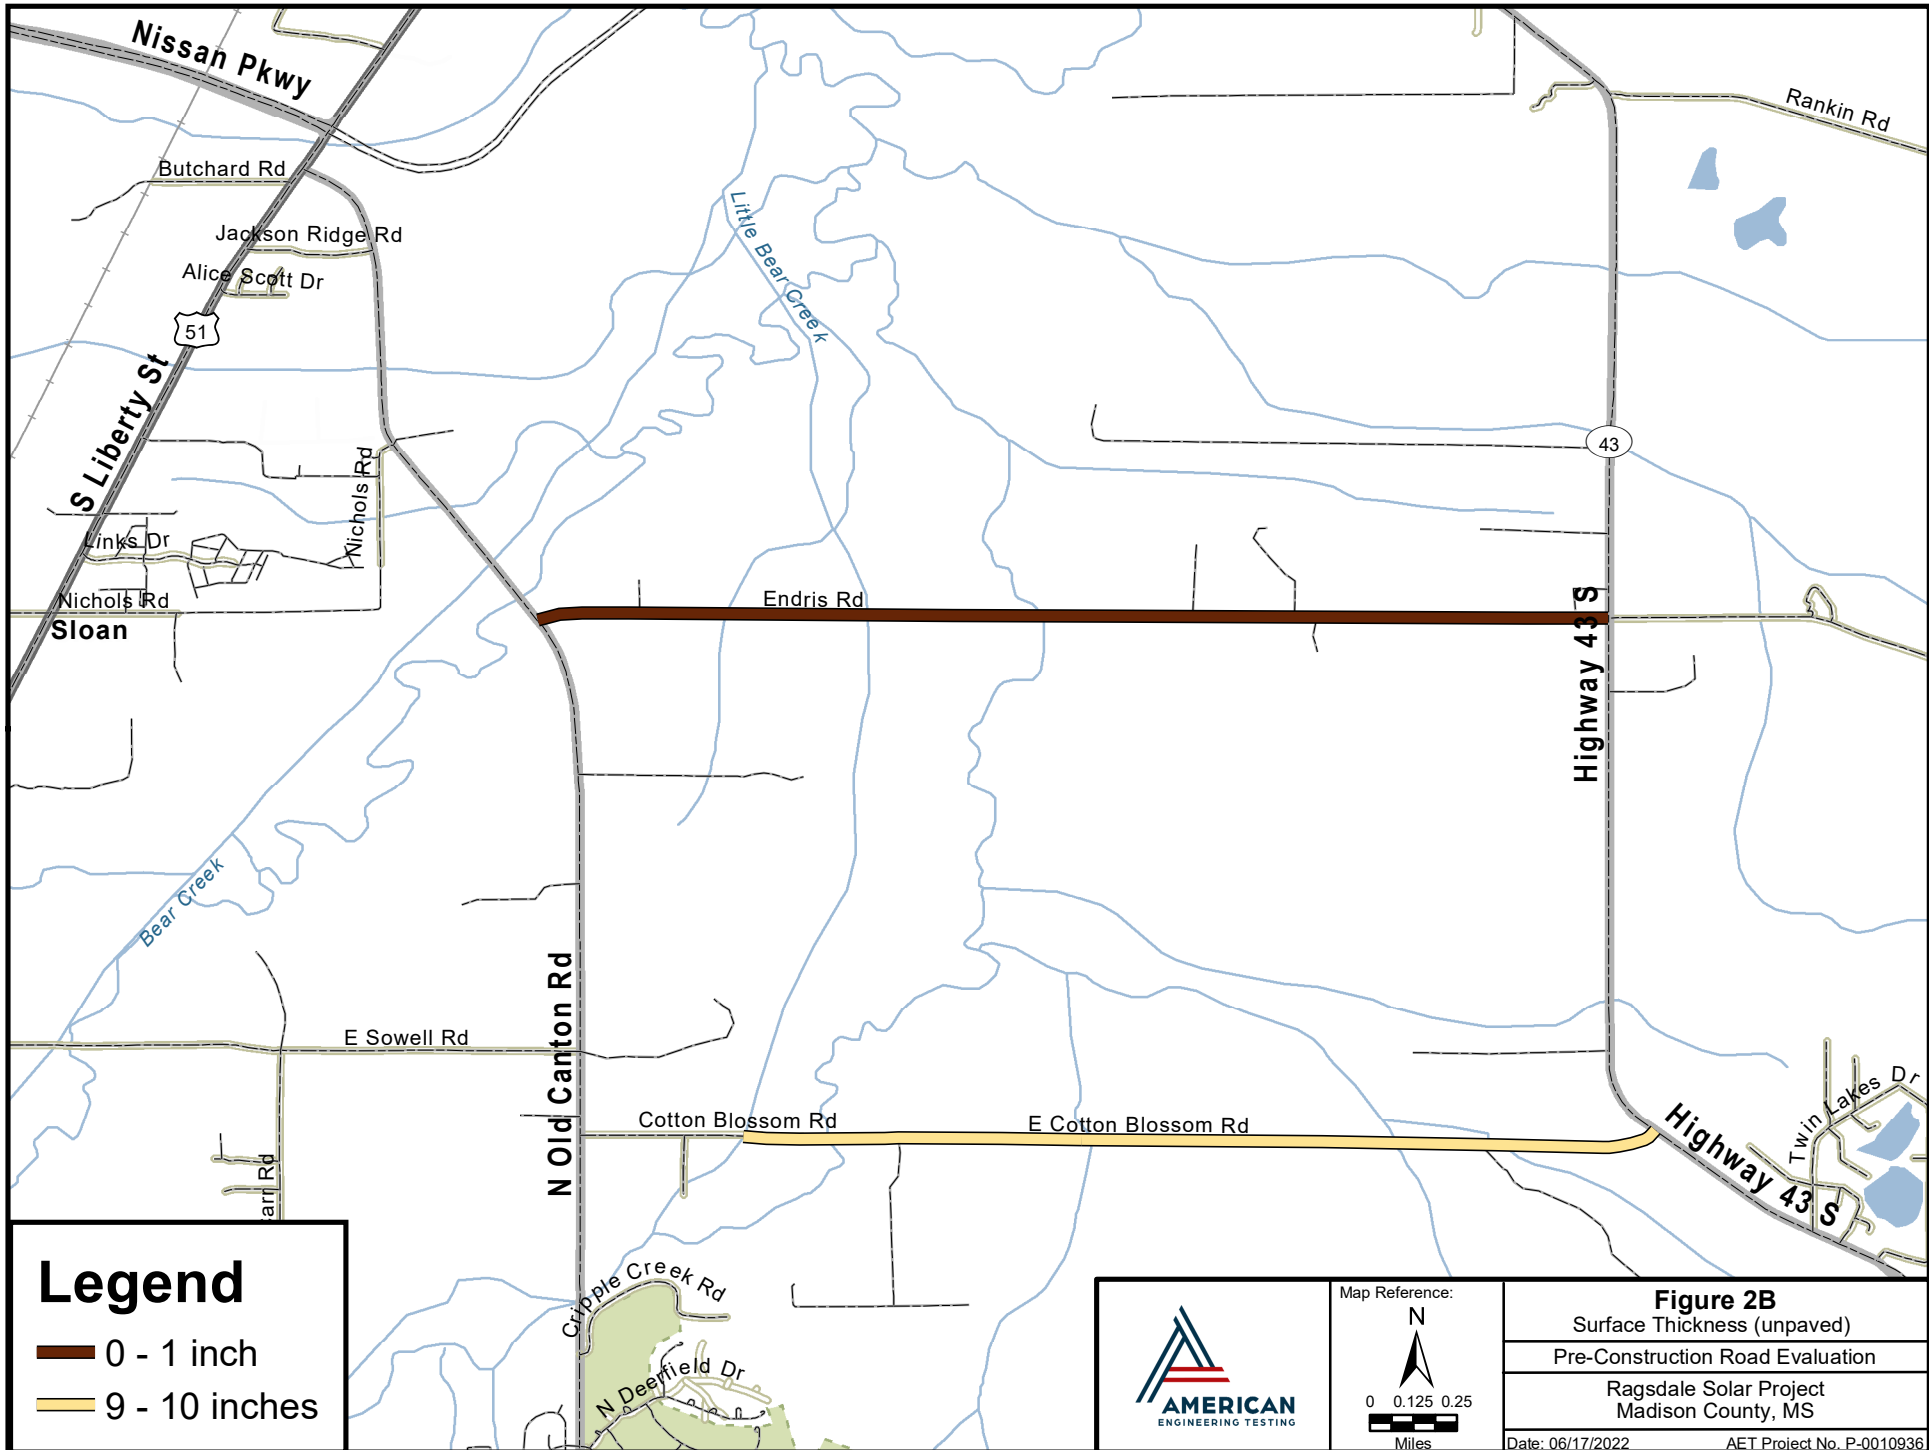 Nissan Pkwy
Rankin Rd
Butchard Rd
Jackson Ridge Rd
Alice Scott Dr
Little Bear Creek
51
S Liberty St
43
Nichols Rd
Links Dr
Nichols Rd
Sloan
Endris Rd
Highway 43 S
Bear Creek
N Old Canton Rd
E Sowell Rd
Cotton Blossom Rd
E Cotton Blossom Rd
Twin Lakes Dr
Highway 43 S
Rd
Cripple Creek Rd
N Deerfield Dr
Legend
0 - 1 inch
9 - 10 inches
AMERICAN
ENGINEERING TESTING
Map Reference:
N
0 0.125 0.25
Miles
Figure 2B
Surface Thickness (unpaved)
Pre-Construction Road Evaluation
Ragsdale Solar Project
Madison County, MS
Date: 06/17/2022 AET Project No. P-0010936